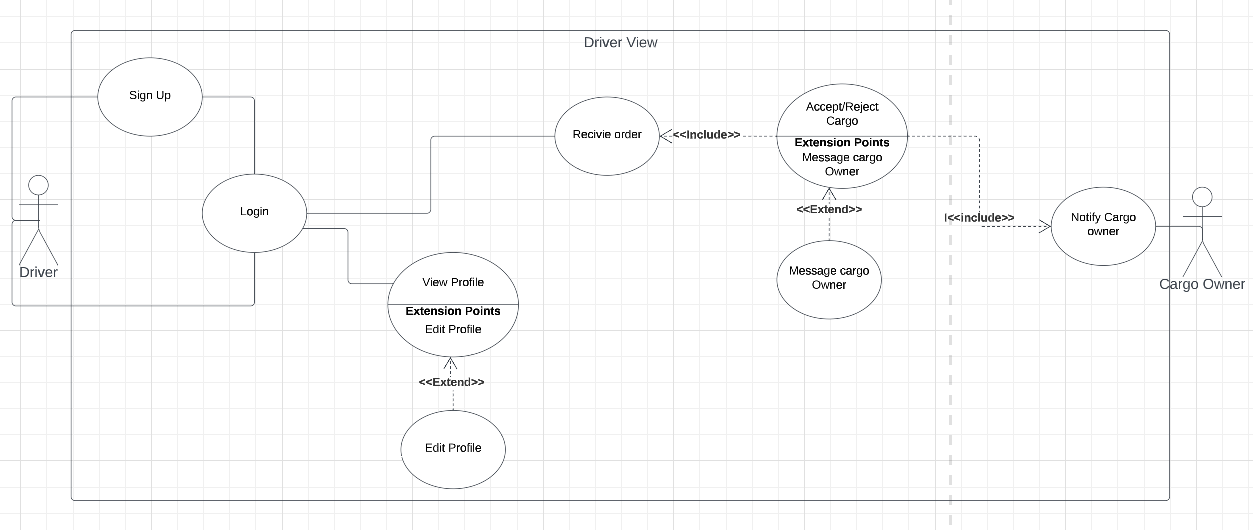 Driver View
Sign Up
Login
Driver
Recivie order
<<Include>>
Accept/Reject
Cargo
Extension Points
Message cargo
Owner
<<Extend>>
Message cargo
Owner
<<include>>
Notify Cargo
owner
Cargo Owner
View Profile
Extension Points
Edit Profile
<<Extend>>
Edit Profile